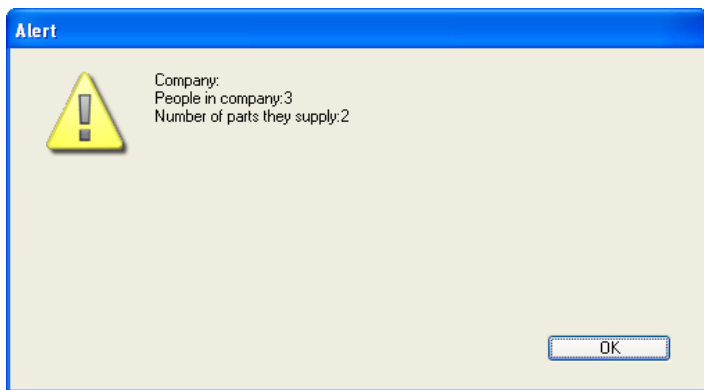 Alert
Company:
People in company:3
Number of parts they supply:2
OK